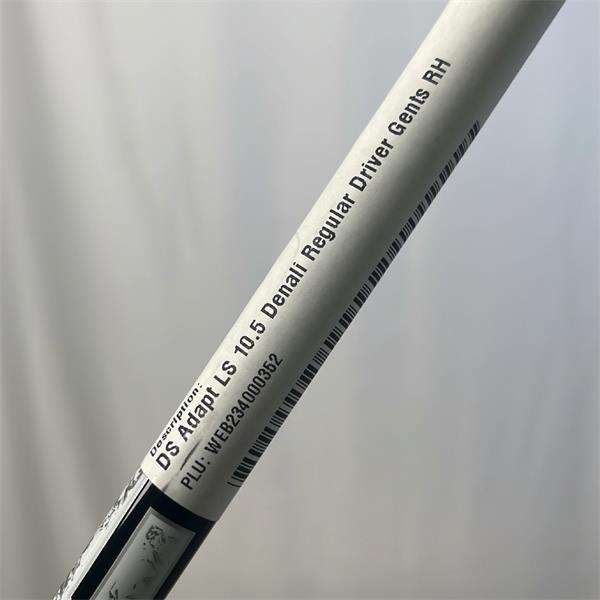 Description:
DS Adapt LS 10.5 Denali Regular Driver Gents RH
PLU: WEB234000352